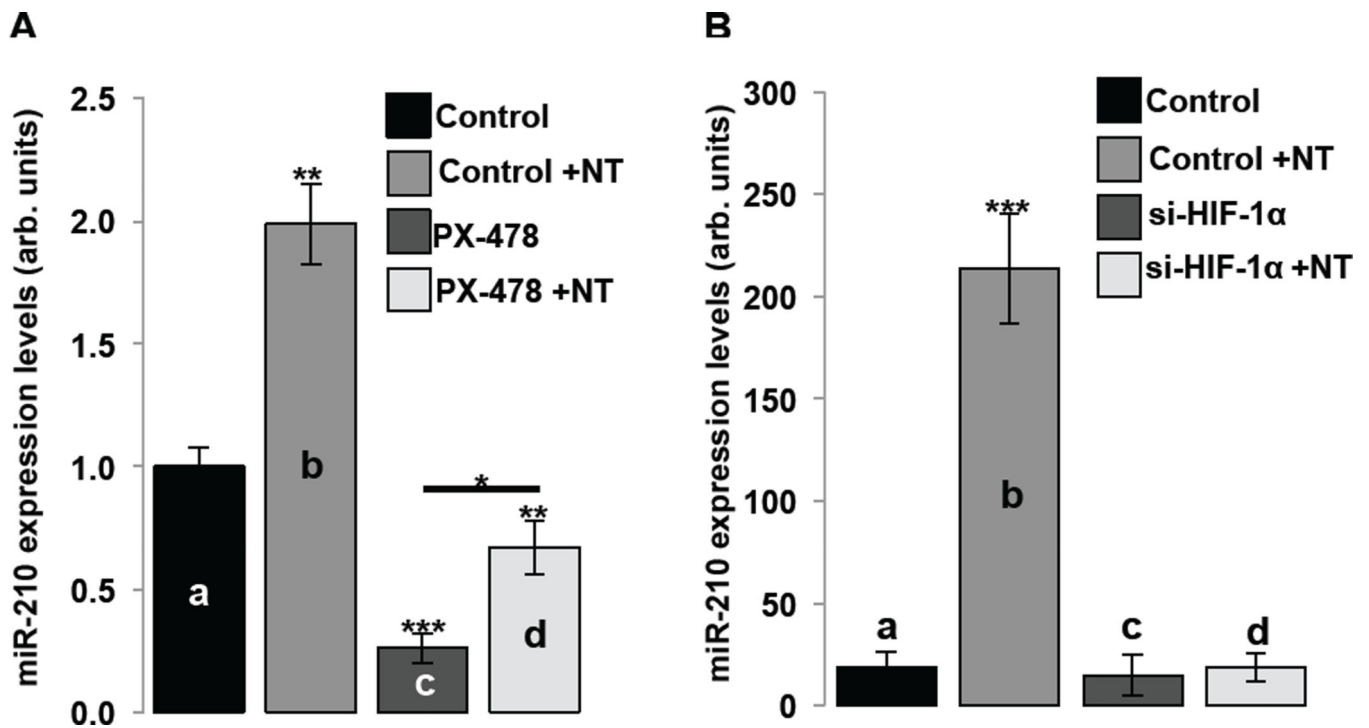 A
miR-210 expression levels (arb. units)
2.5
2.0
1.5
1.0
0.5
0.0
Control
Control +NT
PX-478
PX-478 +NT
**
*
**
***
a
b
c
d
B
miR-210 expression levels (arb. units)
300
250
200
150
100
50
0
Control
Control +NT
si-HIF-1α
si-HIF-1α +NT
***
a
b
c
d